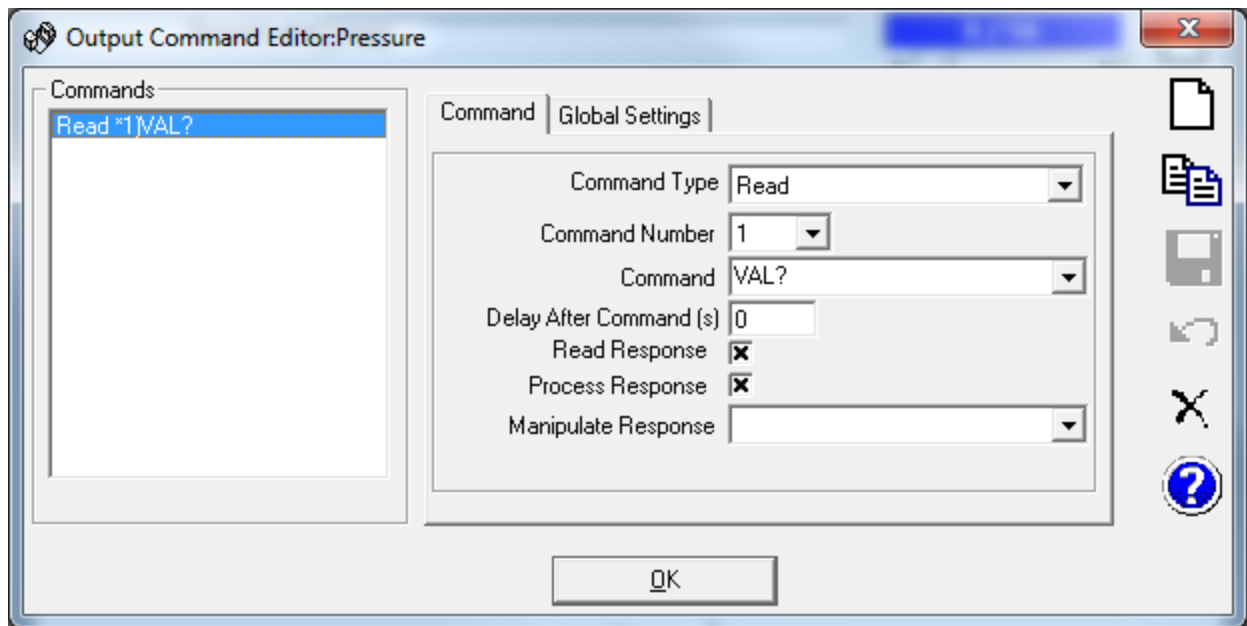 Output Command Editor:Pressure
Commands
Read *1)VAL?
Command
Global Settings
Command Type
Read
Command Number
1
Command
VAL?
Delay After Command (s)
0
Read Response
Process Response
Manipulate Response
OK